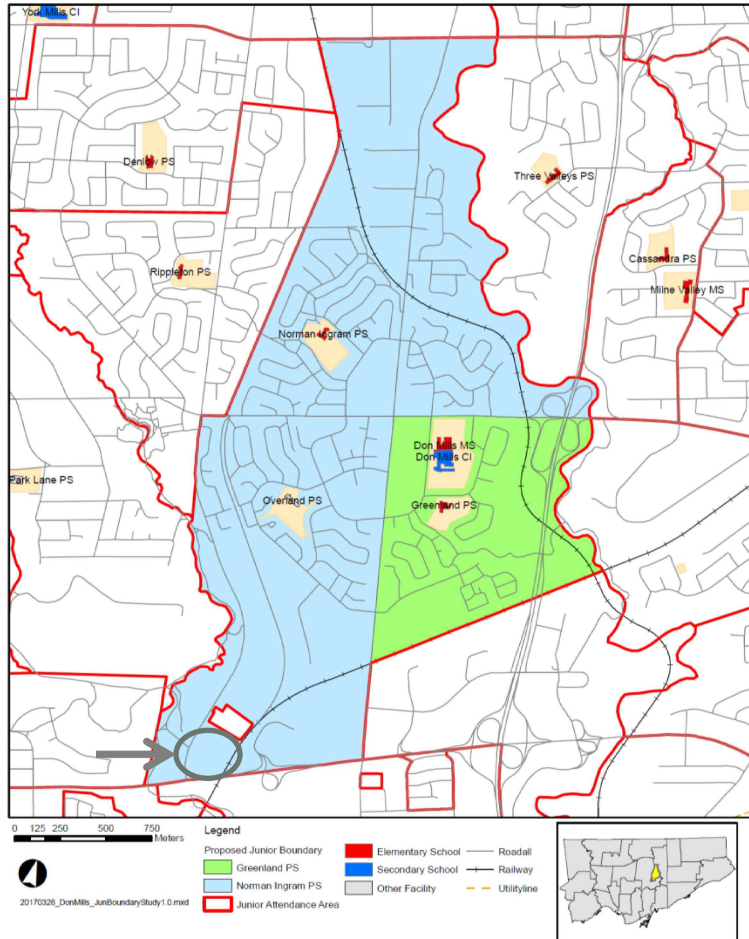 York Mills CI
Denlow PS
Three Valleys PS
Rippleton PS
Cassandra PS
Milne Valley MS
Norman Ingram PS
Don Mills MS
Don Mills CI
Park Lane PS
Overland PS
Greenland PS
0 125 250 500 750
Meters
20170328_DonMills_JunBoundaryStudy1.0.mxd
Legend
Proposed Junior Boundary
Greenland PS
Norman Ingram PS
Junior Attendance Area
Elementary School
Secondary School
Other Facility
Roadall
Railway
Utilityline